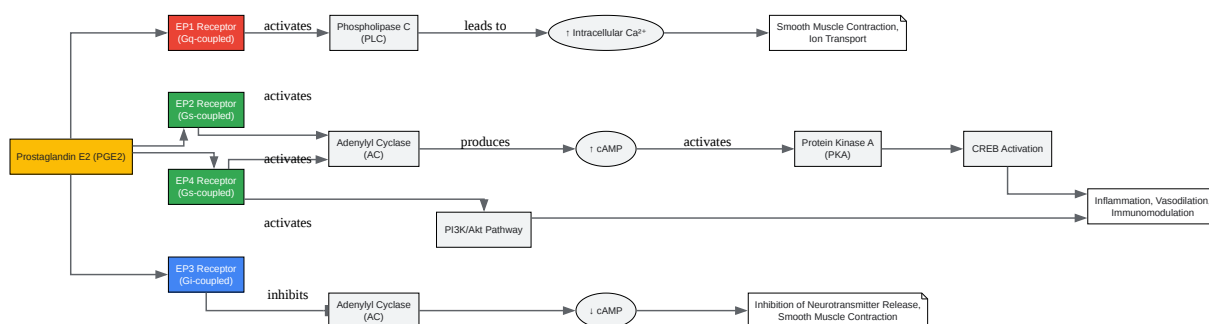 EP1 Receptor
(Gq-coupled)
activates
Phospholipase C
(PLC)
leads to
↑ Intracellular Ca²⁺
Smooth Muscle Contraction,
Ion Transport
EP2 Receptor
(Gs-coupled)
activates
Prostaglandin E2 (PGE2)
Adenylyl Cyclase
(AC)
produces
↑ cAMP
activates
Protein Kinase A
(PKA)
CREB Activation
activates
EP4 Receptor
(Gs-coupled)
activates
PI3K/Akt Pathway
Inflammation, Vasodilation,
Immunomodulation
EP3 Receptor
(Gi-coupled)
inhibits
Adenylyl Cyclase
(AC)
↓ cAMP
Inhibition of Neurotransmitter Release,
Smooth Muscle Contraction